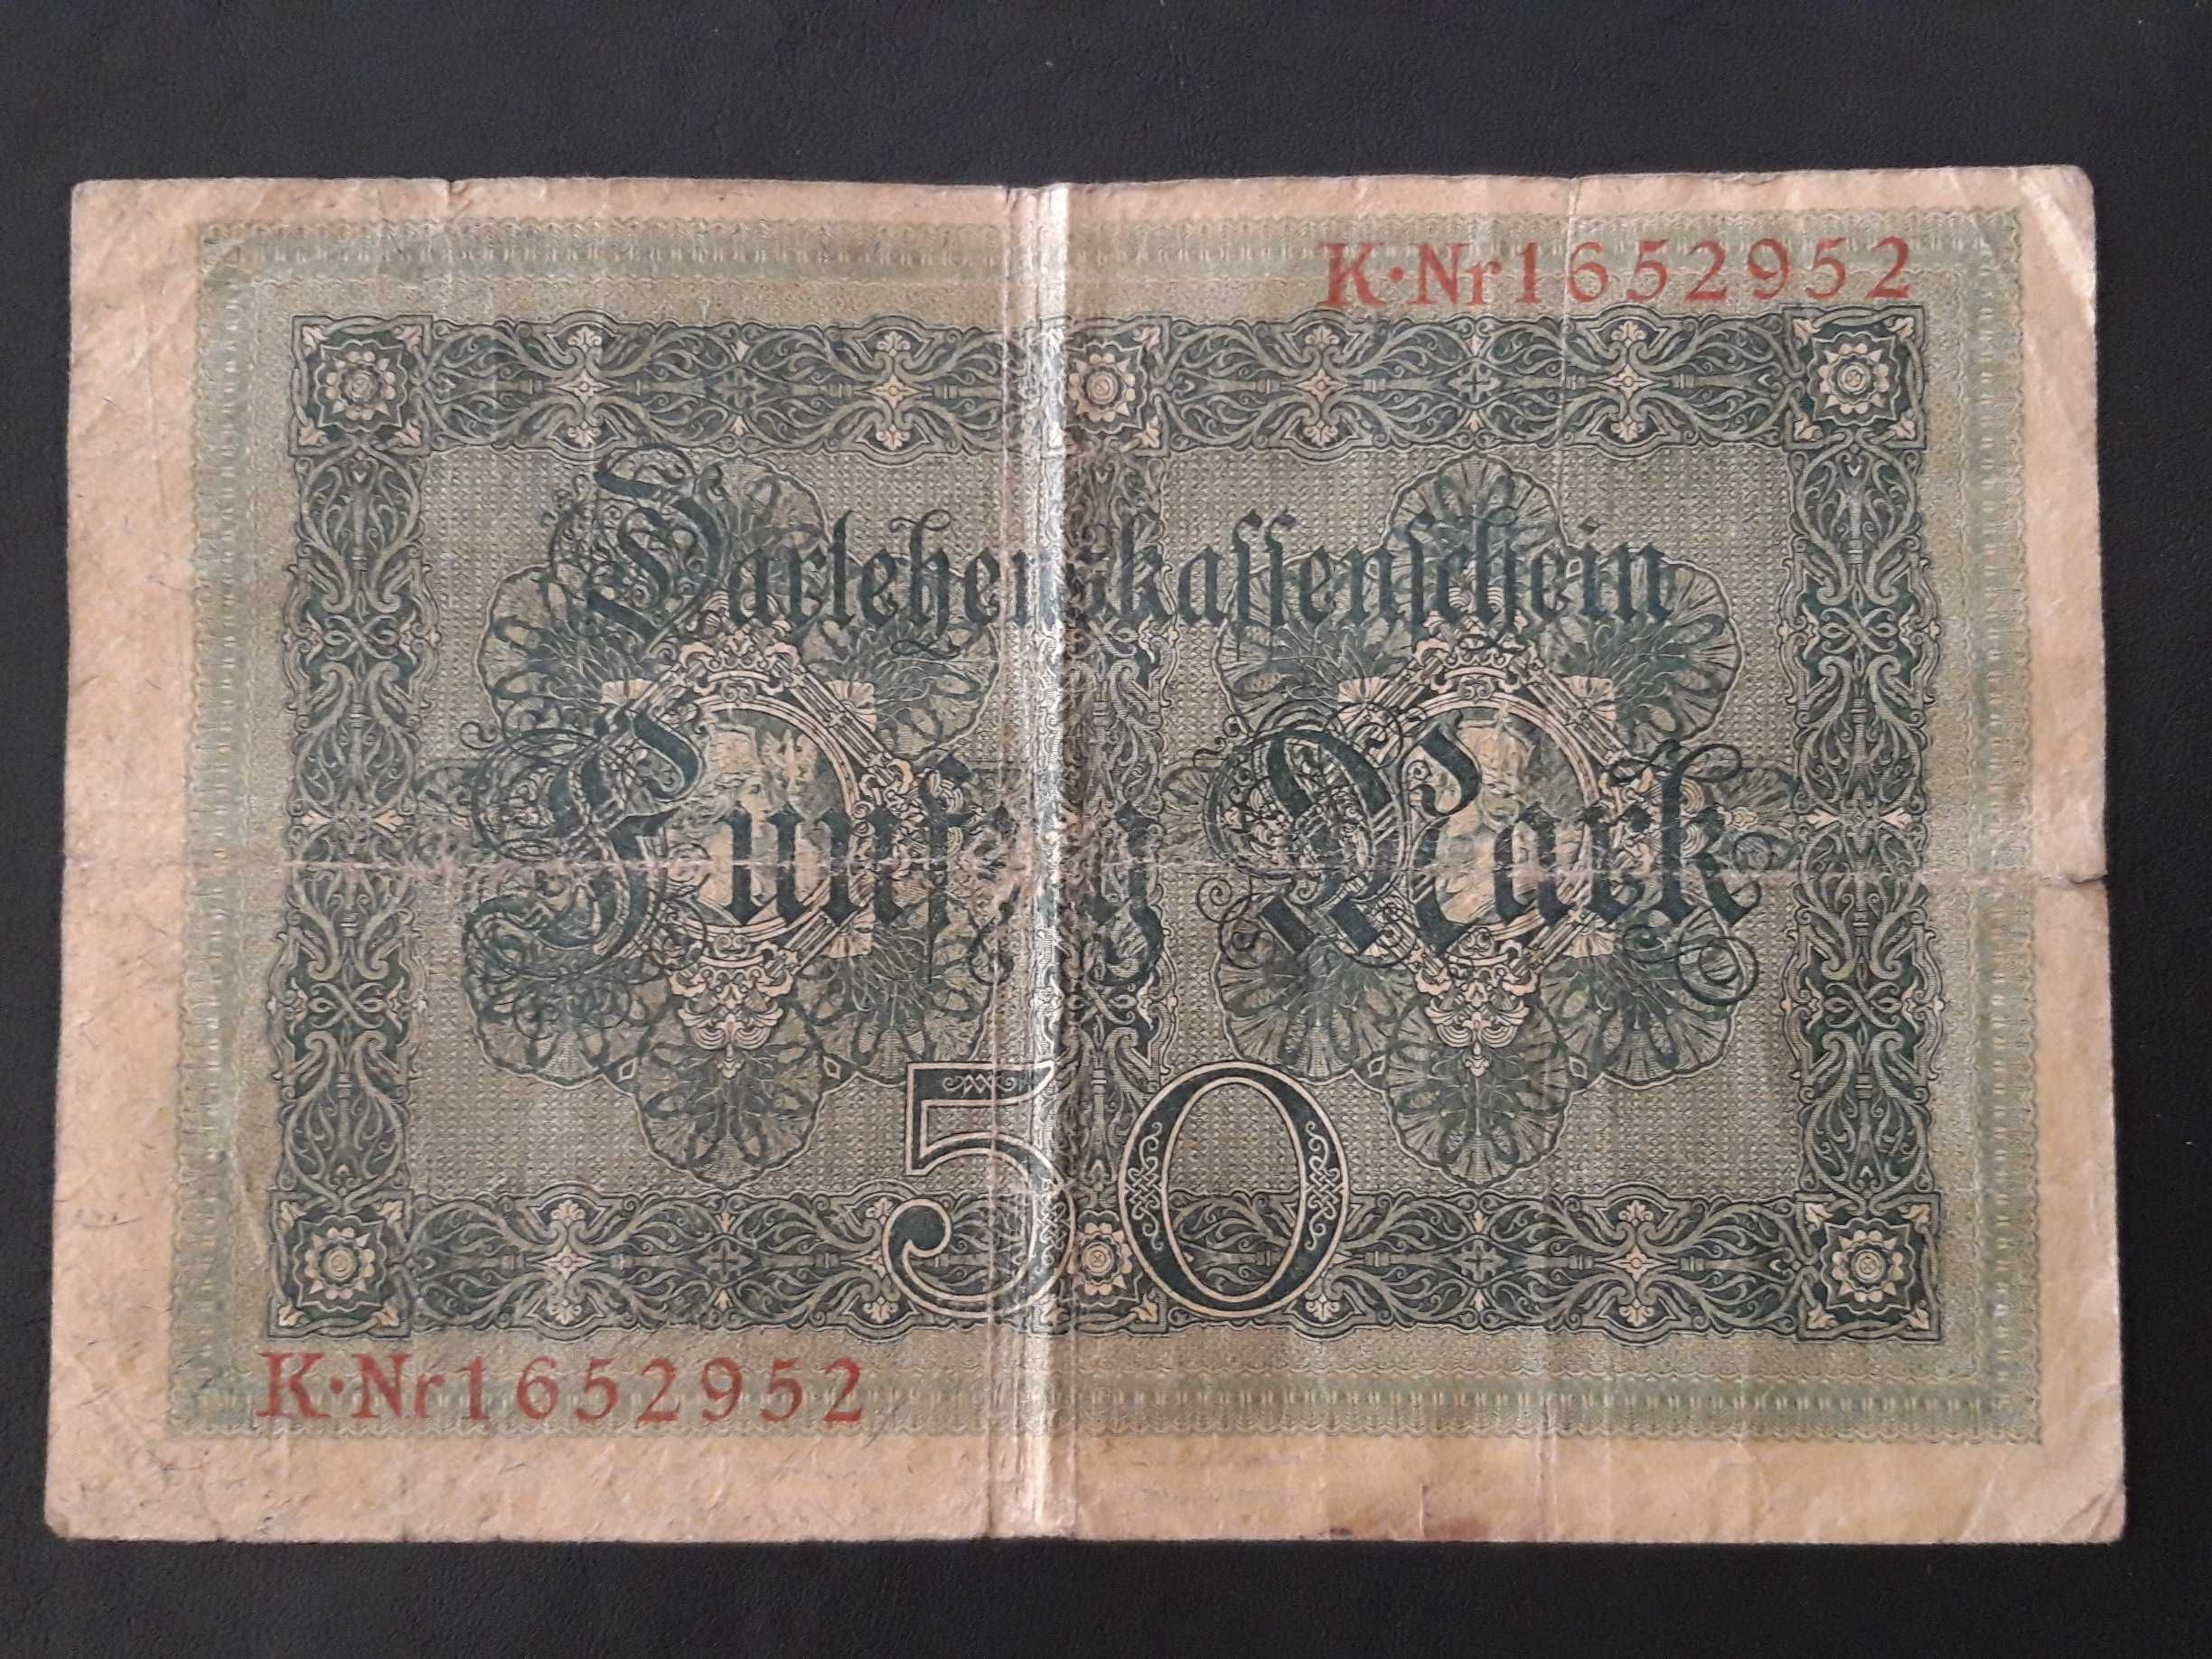 K·Nr1652952
Darlehenskassenschein
Fünfzig Mark
50
K·Nr1652952